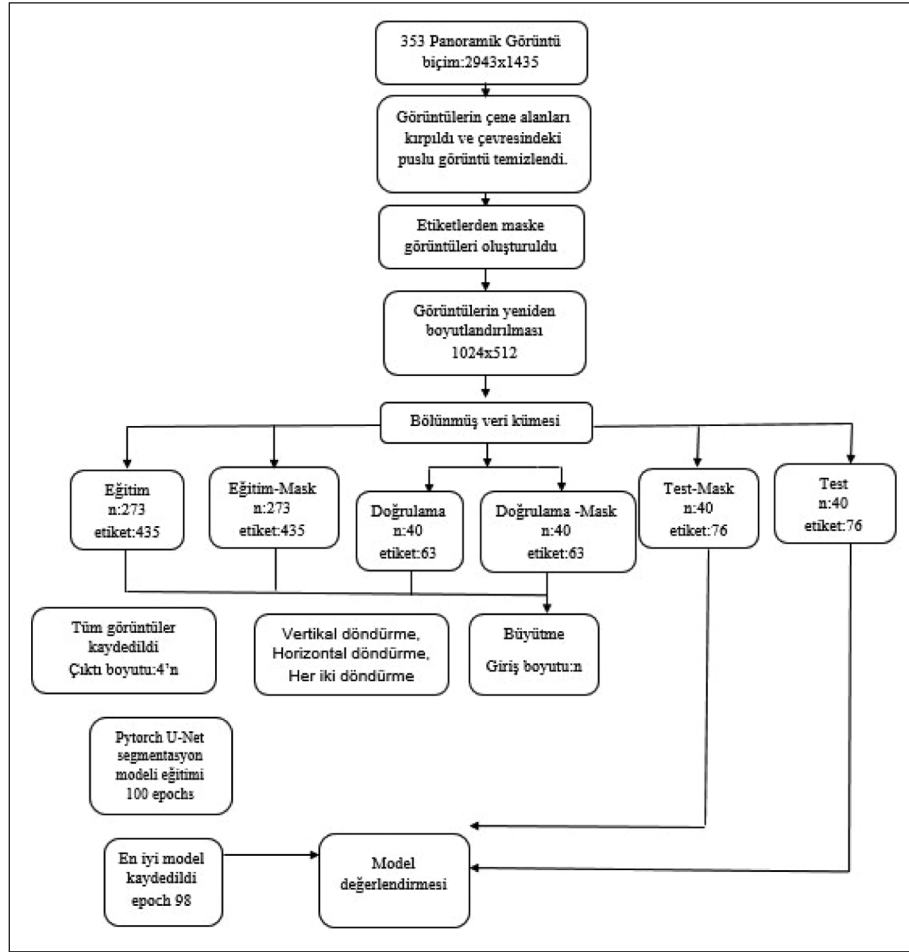 353 Panoramik Görüntü
biçim:2943x1435
Görüntülerin çene alanları
kırpıldı ve çevresindeki
puslu görüntü temizlendi.
Etiketlerden maske
görüntüleri oluşturuldu
Görüntülerin yeniden
boyutlandırılması
1024x512
Bölünmüş veri kümesi
Eğitim
n:273
etiket:435
Eğitim-Mask
n:273
etiket:435
Doğrulama
n:40
etiket:63
Doğrulama -Mask
n:40
etiket:63
Test-Mask
n:40
etiket:76
Test
n:40
etiket:76
Tüm görüntüler
kaydedildi
Çıktı boyutu:4’n
Vertikal döndürme,
Horizontal döndürme,
Her iki döndürme
Büyütme
Giriş boyutu:n
Pytorch U-Net
segmentasyon
modeli eğitimi
100 epochs
En iyi model
kaydedildi
epoch 98
Model
değerlendirmesi